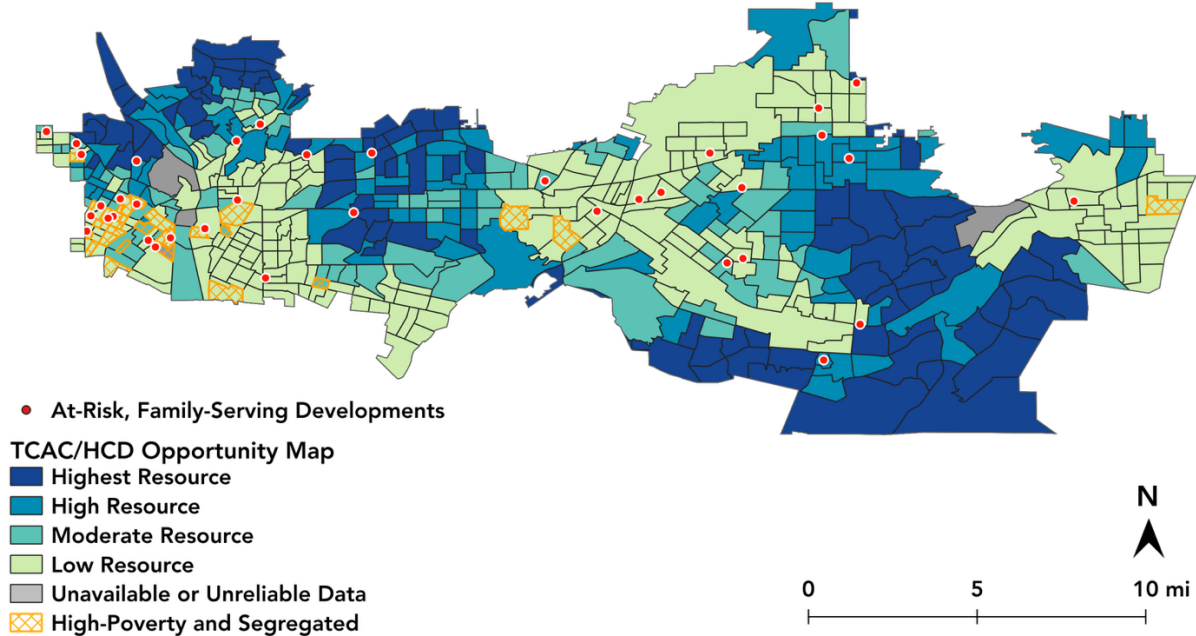 At-Risk, Family-Serving Developments
TCAC/HCD Opportunity Map
Highest Resource
High Resource
Moderate Resource
Low Resource
Unavailable or Unreliable Data
High-Poverty and Segregated
N
0 5 10 mi